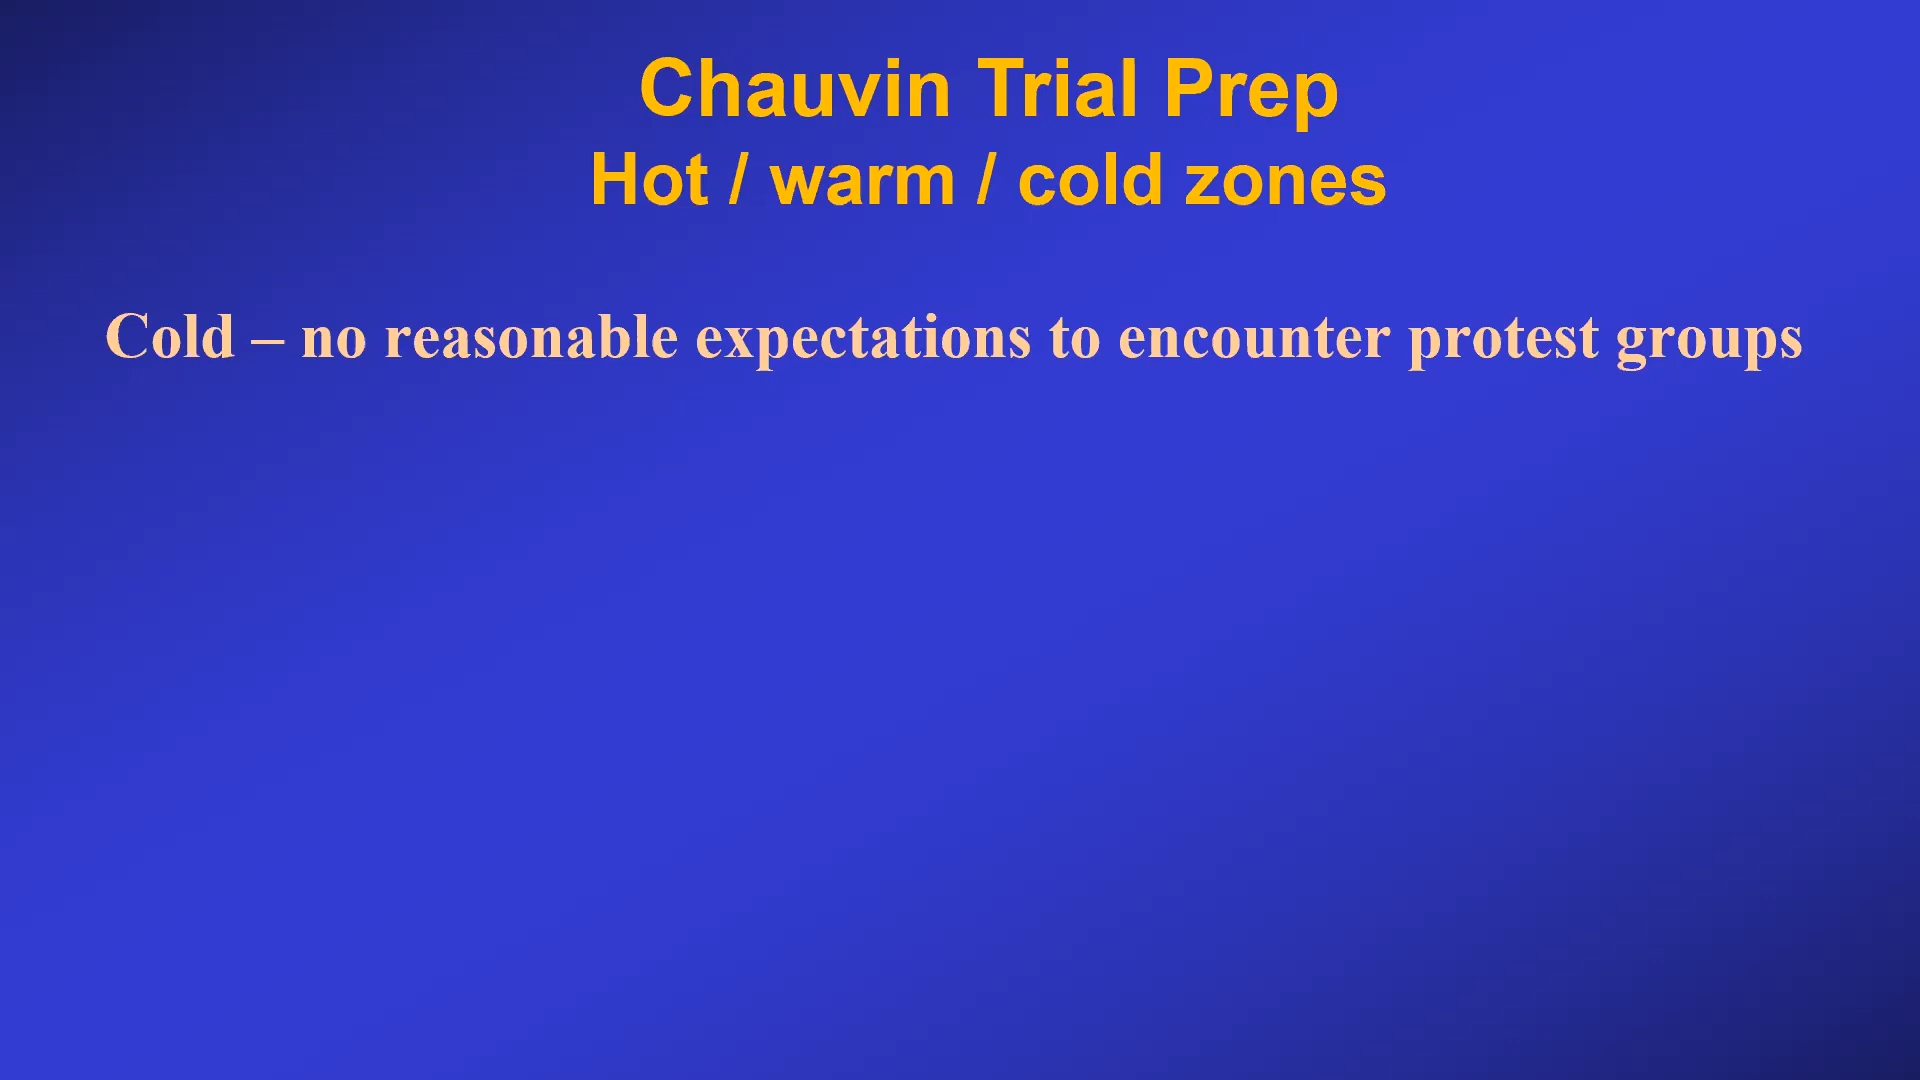 Chauvin Trial Prep
Hot / warm / cold zones
Cold – no reasonable expectations to encounter protest groups